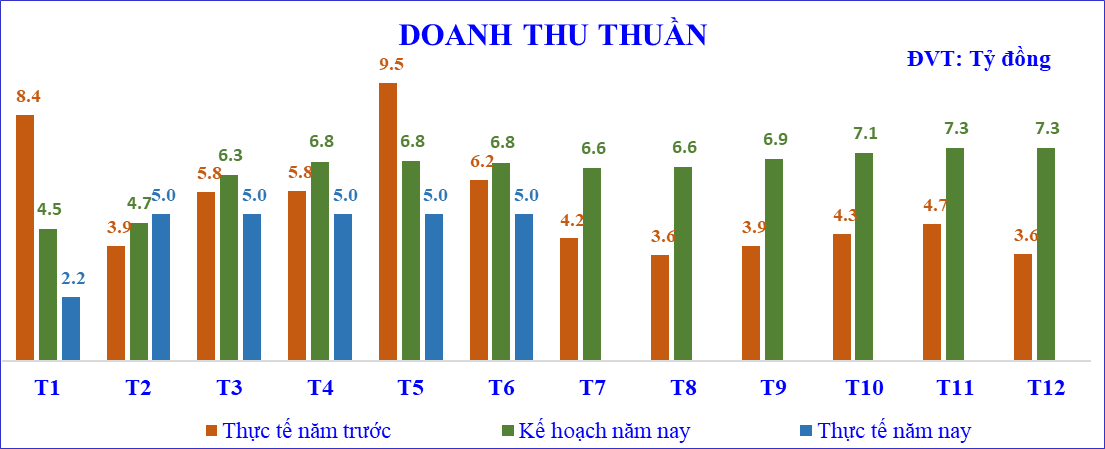 DOANH THU THUẦN
ĐVT: Tỷ đồng
8.4 4.5 2.2
3.9 4.7 5.0
5.8 6.3 5.0
5.8 6.8 5.0
9.5 6.8 5.0
6.2 6.8 5.0
4.2 6.6
3.6 6.6
3.9 6.9
4.3 7.1
4.7 7.3
3.6 7.3
T1 T2 T3 T4 T5 T6 T7 T8 T9 T10 T11 T12
Thực tế năm trước Kế hoạch năm nay Thực tế năm nay